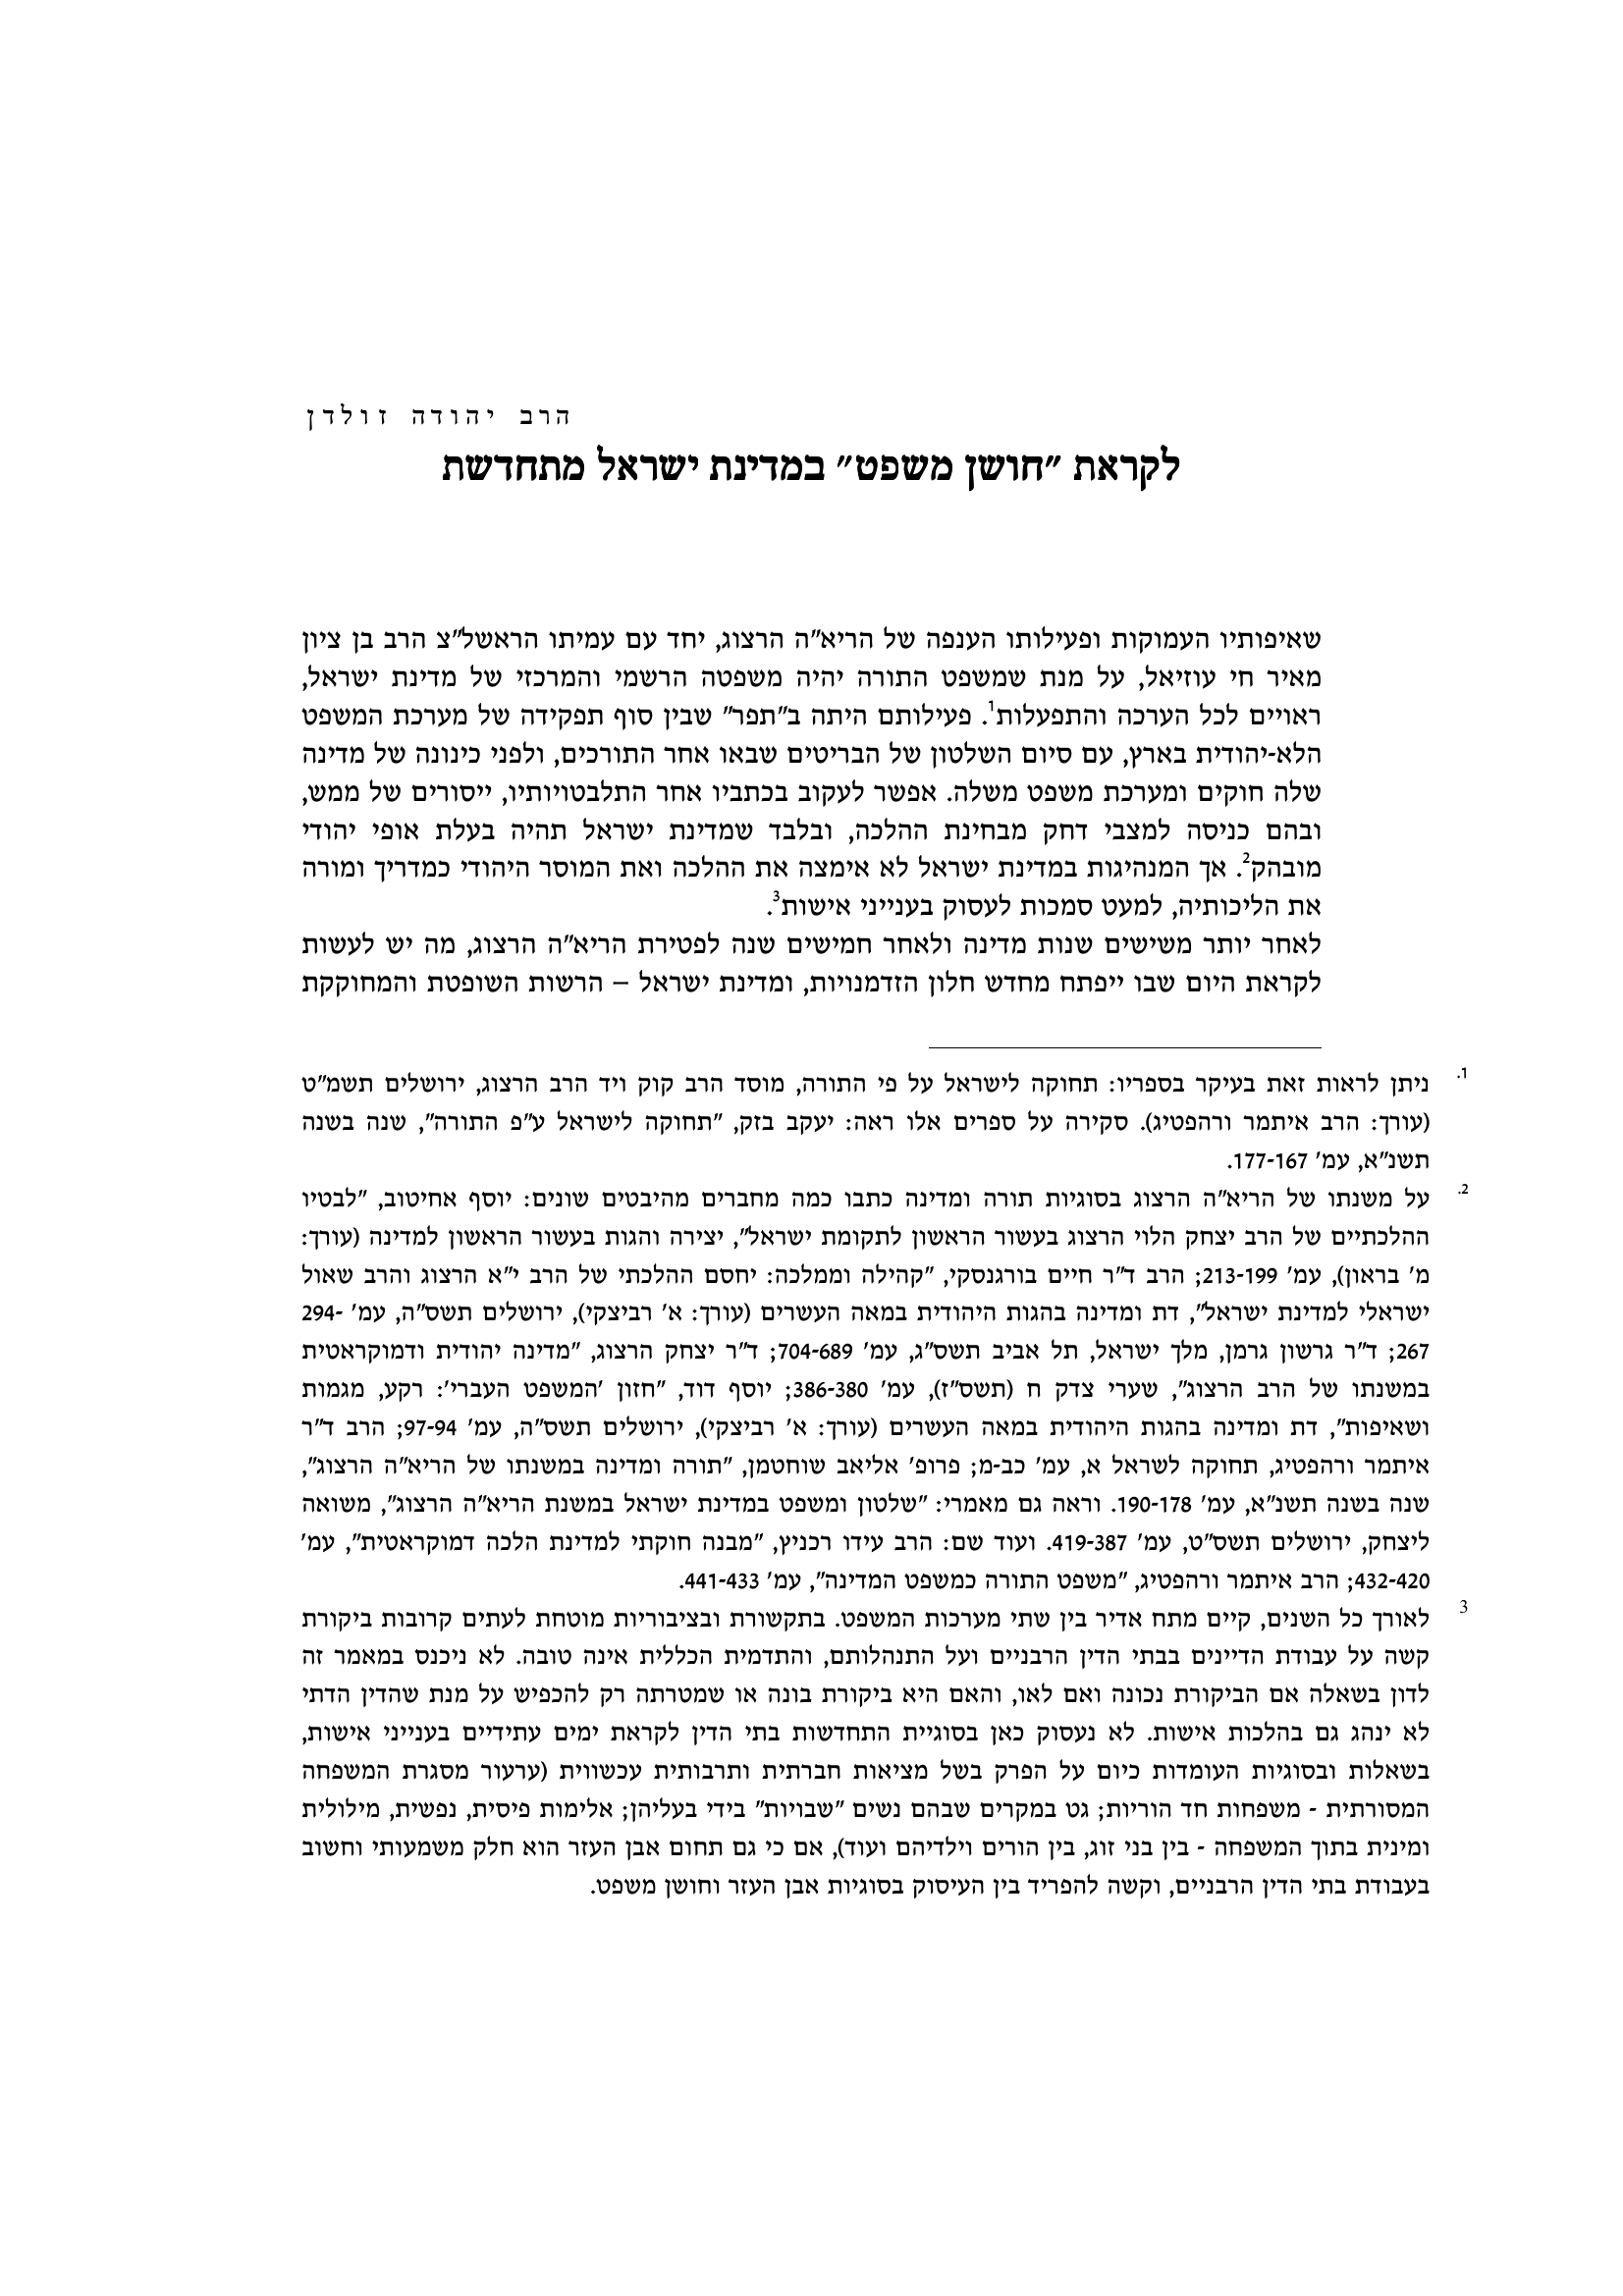 הרב יהודה זולדן
לקראת "חושן משפט" במדינת ישראל מתחדשת
שאיפותיו העמוקות ופעילותו הענפה של הריא"ה הרצוג, יחד עם עמיתו הראשל"צ הרב בן ציון
מאיר חי עוזיאל, על מנת שמשפט התורה יהיה משפטה הרשמי והמרכזי של מדינת ישראל,
ראויים לכל הערכה והתפעלות1. פעילותם היתה ב"תפר" שבין סוף תפקידה של מערכת המשפט
הלא-יהודית בארץ, עם סיום השלטון של הבריטים שבאו אחר התורכים, ולפני כינונה של מדינה
שלה חוקים ומערכת משפט משלה. אפשר לעקוב בכתביו אחר התלבטויותיו, ייסורים של ממש,
ובהם כניסה למצבי דחק מבחינת ההלכה, ובלבד שמדינת ישראל תהיה בעלת אופי יהודי
מובהק2. אך המנהיגות במדינת ישראל לא אימצה את ההלכה ואת המוסר היהודי כמדריך ומורה
את הליכותיה, למעט סמכות לעסוק בענייני אישות3.
לאחר יותר משישים שנות מדינה ולאחר חמישים שנה לפטירת הריא"ה הרצוג, מה יש לעשות
לקראת היום שבו ייפתח מחדש חלון הזדמנויות, ומדינת ישראל – הרשות השופטת והמחוקקת
1. ניתן לראות זאת בעיקר בספריו: תחוקה לישראל על פי התורה, מוסד הרב קוק ויד הרב הרצוג, ירושלים תשמ"ט
(עורך: הרב איתמר ורהפטיג). סקירה על ספרים אלו ראה: יעקב בזק, "תחוקה לישראל ע"פ התורה", שנה בשנה
תשנ"א, עמ' 177-167.
2. על משנתו של הריא"ה הרצוג בסוגיות תורה ומדינה כתבו כמה מחברים מהיבטים שונים: יוסף אחיטוב, "לבטיו
ההלכתיים של הרב יצחק הלוי הרצוג בעשור הראשון לתקומת ישראל", יצירה והגות בעשור הראשון למדינה (עורך:
מ' בראון), עמ' 213-199; הרב ד"ר חיים בורגנסקי, "קהילה וממלכה: יחסם ההלכתי של הרב י"א הרצוג והרב שאול
ישראלי למדינת ישראל", דת ומדינה בהגות היהודית במאה העשרים (עורך: א' רביצקי), ירושלים תשס"ה, עמ' 294-
267; ד"ר גרשון גרמן, מלך ישראל, תל אביב תשס"ג, עמ' 704-689; ד"ר יצחק הרצוג, "מדינה יהודית ודמוקראטית
במשנתו של הרב הרצוג", שערי צדק ח (תשס"ז), עמ' 386-380; יוסף דוד, "חזון 'המשפט העברי': רקע, מגמות
ושאיפות", דת ומדינה בהגות היהודית במאה העשרים (עורך: א' רביצקי), ירושלים תשס"ה, עמ' 97-94; הרב ד"ר
איתמר ורהפטיג, תחוקה לשראל א, עמ' כב-מ; פרופ' אליאב שוחטמן, "תורה ומדינה במשנתו של הריא"ה הרצוג",
שנה בשנה תשנ"א, עמ' 190-178. וראה גם מאמרי: "שלטון ומשפט במדינת ישראל במשנת הריא"ה הרצוג", משואה
ליצחק, ירושלים תשס"ט, עמ' 419-387. ועוד שם: הרב עידו רכניץ, "מבנה חוקתי למדינת הלכה דמוקראטית", עמ'
432-420; הרב איתמר ורהפטיג, "משפט התורה כמשפט המדינה", עמ' 441-433.
3 לאורך כל השנים, קיים מתח אדיר בין שתי מערכות המשפט. בתקשורת ובציבוריות מוטחת לעתים קרובות ביקורת
קשה על עבודת הדיינים בבתי הדין הרבניים ועל התנהלותם, והתדמית הכללית אינה טובה. לא ניכנס במאמר זה
לדון בשאלה אם הביקורת נכונה ואם לאו, והאם היא ביקורת בונה או שמטרתה רק להכפיש על מנת שהדין הדתי
לא ינהג גם בהלכות אישות. לא נעסוק כאן בסוגיית התחדשות בתי הדין לקראת ימים עתידיים בענייני אישות,
בשאלות ובסוגיות העומדות כיום על הפרק בשל מציאות חברתית ותרבותית עכשווית (ערעור מסגרת המשפחה
המסורתית - משפחות חד הוריות; גט במקרים שבהם נשים "שבויות" בידי בעליהן; אלימות פיסית, נפשית, מילולית
ומינית בתוך המשפחה - בין בני זוג, בין הורים וילדיהם ועוד), אם כי גם תחום אבן העזר הוא חלק משמעותי וחשוב
בעבודת בתי הדין הרבניים, וקשה להפריד בין העיסוק בסוגיות אבן העזר וחושן משפט.